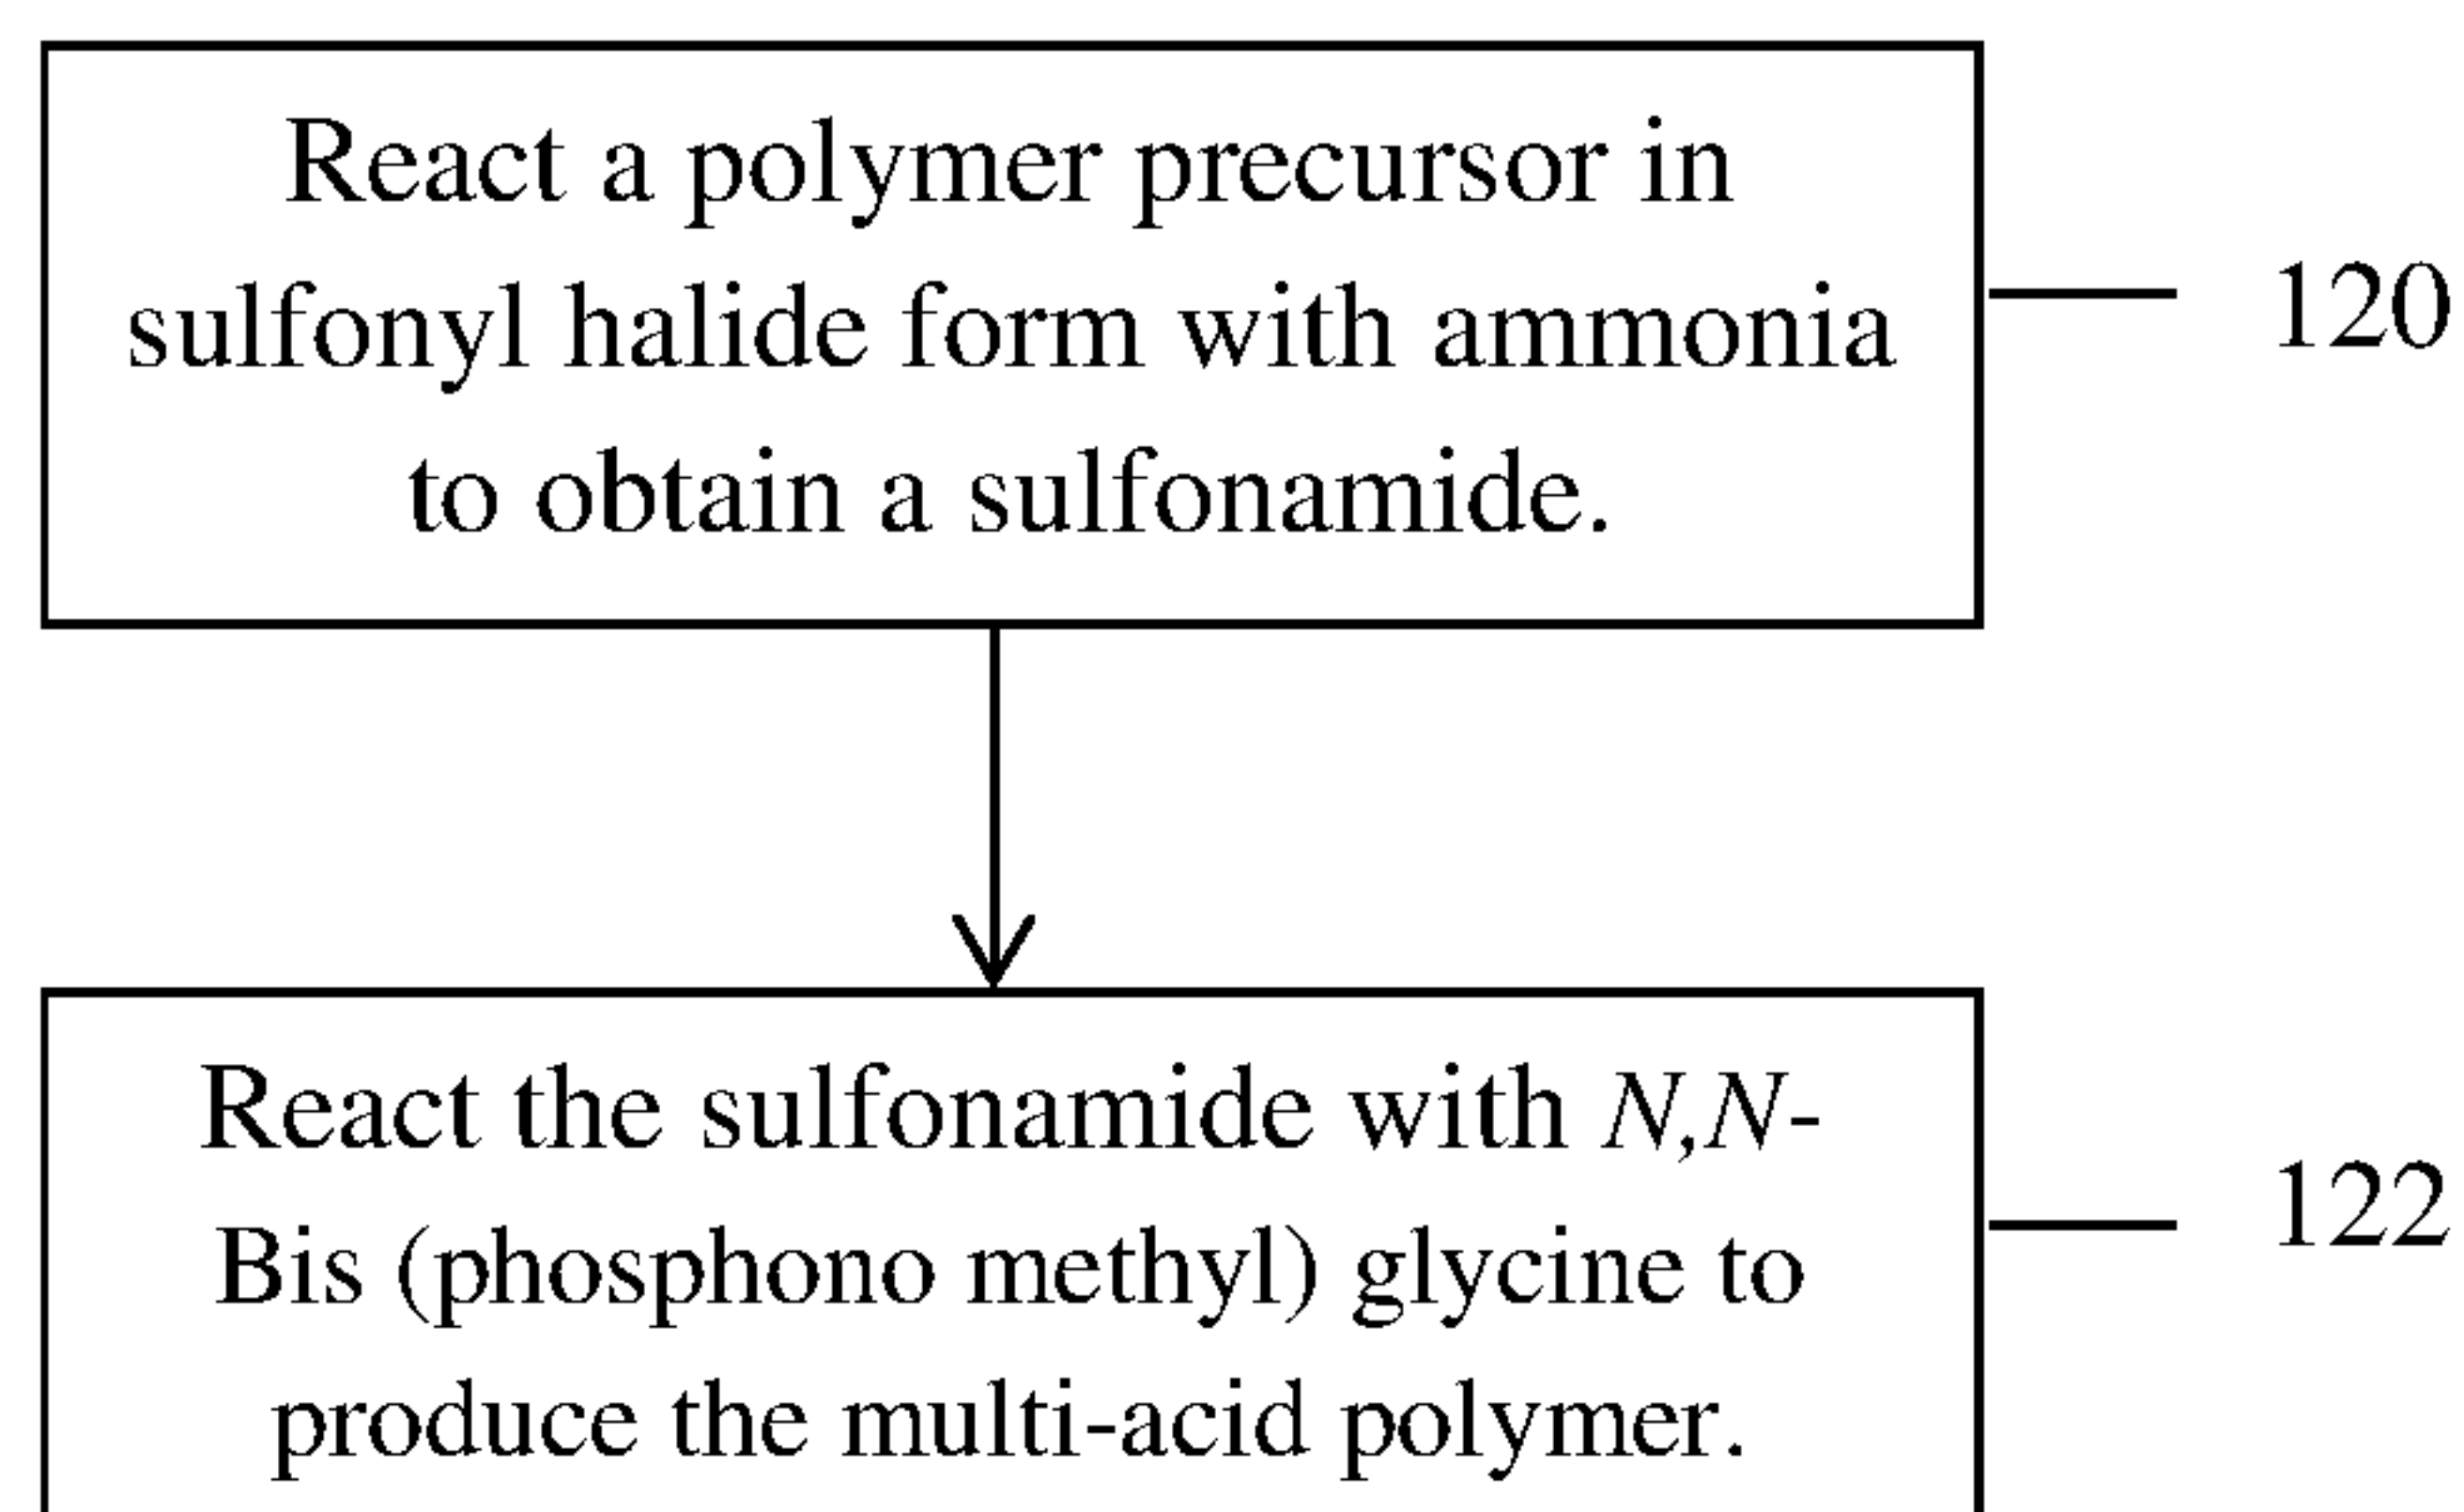 React a polymer precursor in
sulfonyl halide form with ammonia
to obtain a sulfonamide.
120
React the sulfonamide with N,N-
Bis (phosphono methyl) glycine to
produce the multi-acid polymer.
122